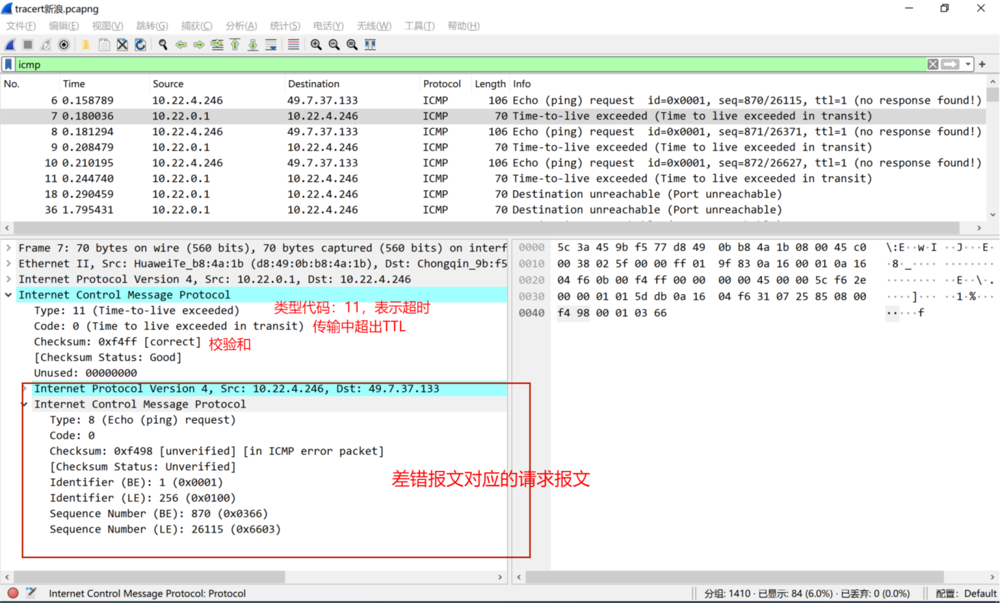 tracert新浪.pcapng
文件(F) 编辑(E) 视图(V) 跳转(G) 捕获(C) 分析(A) 统计(S) 电话(Y) 无线(W) 工具(T) 帮助(H)
icmp
No. Time Source Destination Protocol Length Info
6 0.158789 10.22.4.246 49.7.37.133 ICMP 106 Echo (ping) request id=0x0001, seq=870/26115, ttl=1 (no response found!)
7 0.180036 10.22.0.1 10.22.4.246 ICMP 70 Time-to-live exceeded (Time to live exceeded in transit)
8 0.181294 10.22.4.246 49.7.37.133 ICMP 106 Echo (ping) request id=0x0001, seq=871/26371, ttl=1 (no response found!)
9 0.208479 10.22.0.1 10.22.4.246 ICMP 70 Time-to-live exceeded (Time to live exceeded in transit)
10 0.210195 10.22.4.246 49.7.37.133 ICMP 106 Echo (ping) request id=0x0001, seq=872/26627, ttl=1 (no response found!)
11 0.244740 10.22.0.1 10.22.4.246 ICMP 70 Time-to-live exceeded (Time to live exceeded in transit)
18 0.290459 10.22.0.1 10.22.4.246 ICMP 70 Destination unreachable (Port unreachable)
36 1.795431 10.22.0.1 10.22.4.246 ICMP 70 Destination unreachable (Port unreachable)
Frame 7: 70 bytes on wire (560 bits), 70 bytes captured (560 bits) on interf
Ethernet II, Src: HuaweiTe_b8:4a:1b (d8:49:0b:b8:4a:1b), Dst: Chongqin_9b:f5
Internet Protocol Version 4, Src: 10.22.0.1, Dst: 10.22.4.246
Internet Control Message Protocol
Type: 11 (Time-to-live exceeded) 类型代码：11，表示超时
Code: 0 (Time to live exceeded in transit) 传输中超出TTL
Checksum: 0xf4ff [correct] 校验和
[Checksum Status: Good]
Unused: 00000000
Internet Protocol Version 4, Src: 10.22.4.246, Dst: 49.7.37.133
Internet Control Message Protocol
Type: 8 (Echo (ping) request)
Code: 0
Checksum: 0xf498 [unverified] [in ICMP error packet]
[Checksum Status: Unverified]
差错报文对应的请求报文
Identifier (BE): 1 (0x0001)
Identifier (LE): 256 (0x0100)
Sequence Number (BE): 870 (0x0366)
Sequence Number (LE): 26115 (0x6603)
0000 5c 3a 45 9b f5 77 d8 49 0b b8 4a 1b 08 00 45 c0 \:E··w·I ··J···E·
0010 00 38 02 5f 00 00 ff 01 9f 83 0a 16 00 01 0a 16 ·8·_···· ········
0020 04 f6 0b 00 f4 ff 00 00 00 00 45 00 00 5c f6 2e ········ ··E··\·.
0030 00 00 01 01 5d db 0a 16 04 f6 31 07 25 85 08 00 ····]··· ··1·%···
0040 f4 98 00 01 03 66 ·····f
Internet Control Message Protocol: Protocol
分组: 1410 · 已显示: 84 (6.0%) · 已丢弃: 0 (0.0%)
配置: Default